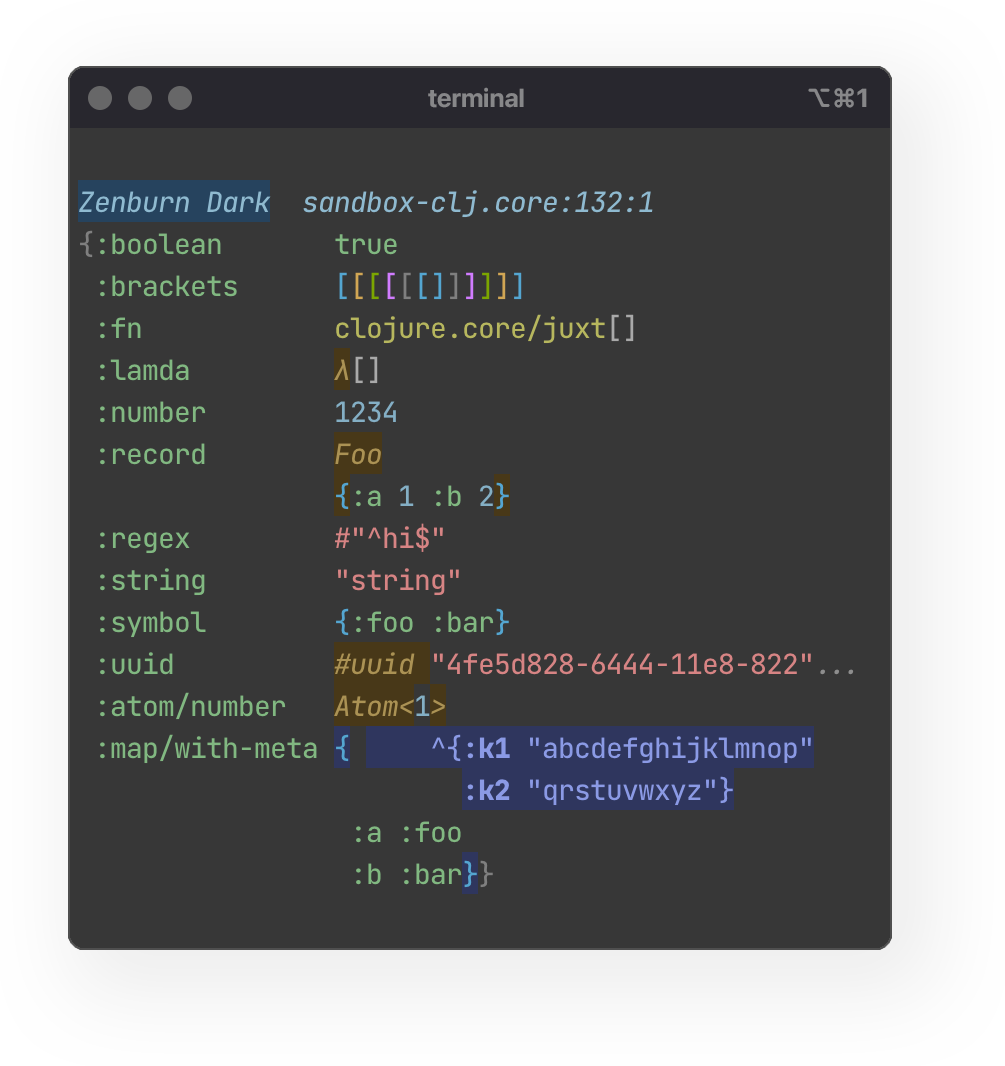 terminal ⌥⌘1
Zenburn Dark  sandbox-clj.core:132:1
{:boolean       true
 :brackets      [[[[[[]]]]]]
 :fn            clojure.core/juxt[]
 :lamda         λ[]
 :number        1234
 :record        Foo
                {:a 1 :b 2}
 :regex         #"^hi$"
 :string        "string"
 :symbol        {:foo :bar}
 :uuid          #uuid "4fe5d828-6444-11e8-822"...
 :atom/number   Atom<1>
 :map/with-meta {     ^{:k1 "abcdefghijklmnop"
                        :k2 "qrstuvwxyz"}
                 :a :foo
                 :b :bar}}